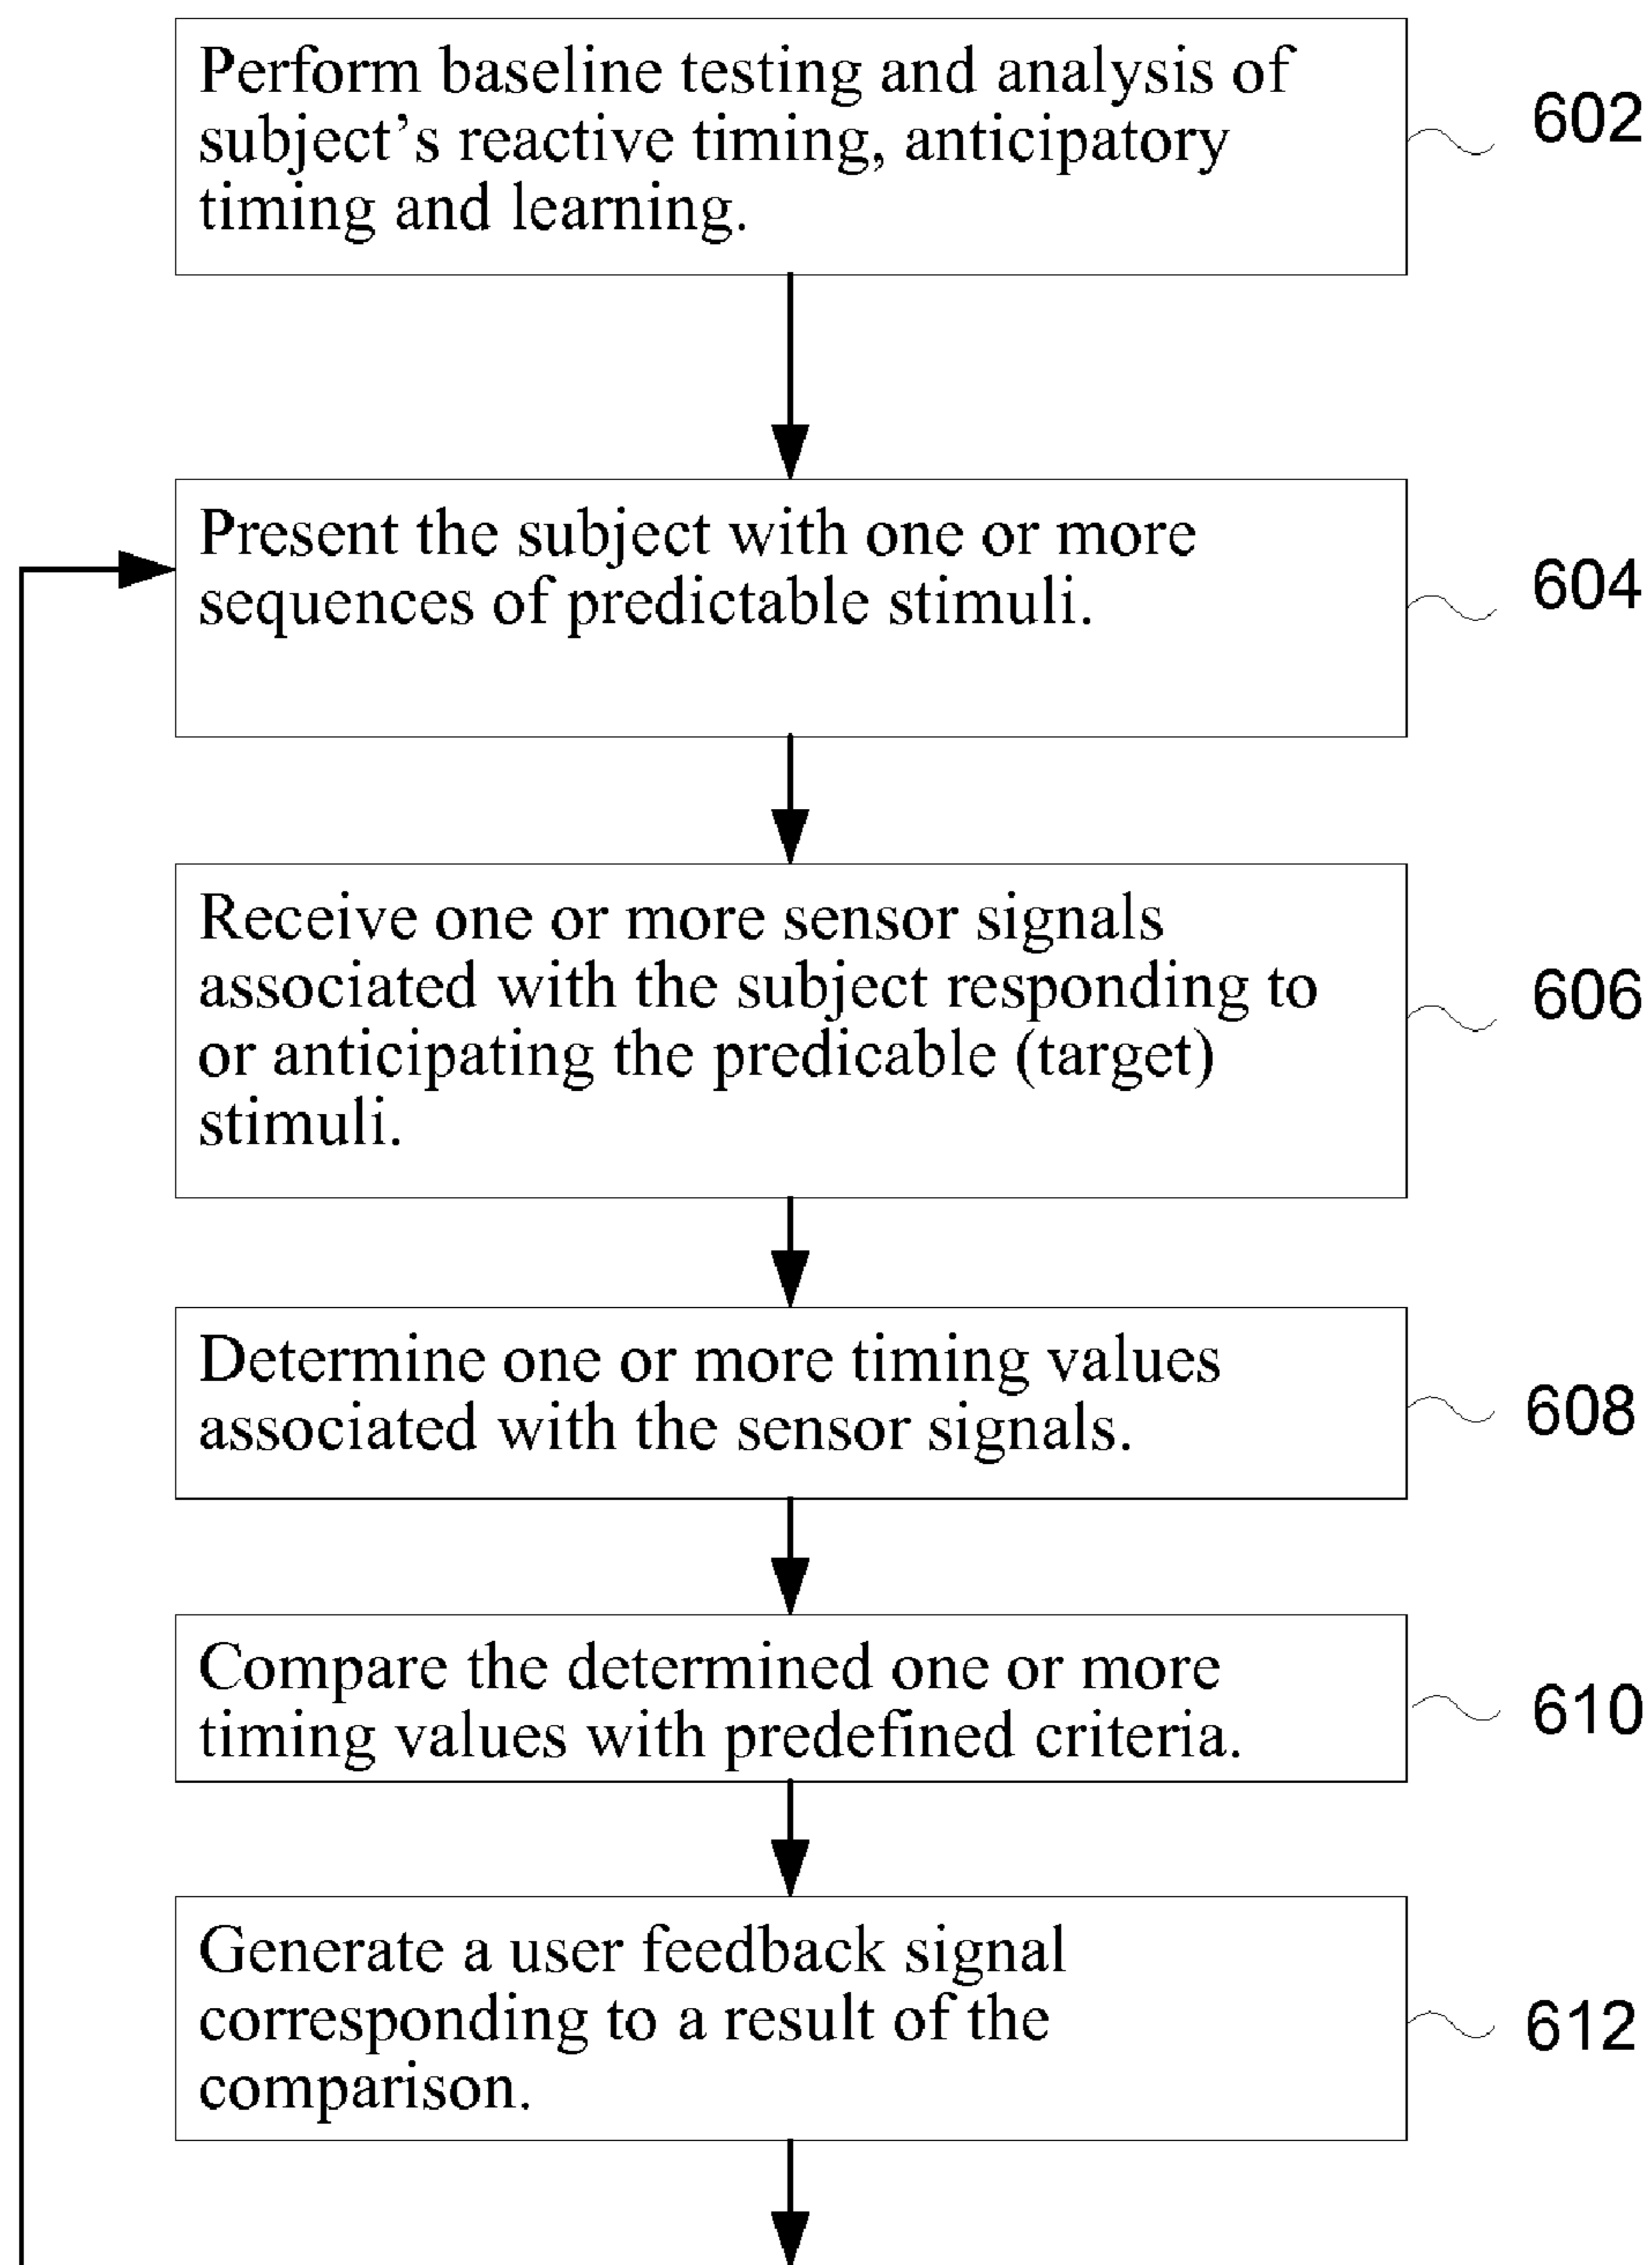 Perform baseline testing and analysis of
subject's reactive timing, anticipatory
timing and learning.
602
Present the subject with one or more
sequences of predictable stimuli.
604
Receive one or more sensor signals
associated with the subject responding to
or anticipating the predicable (target)
stimuli.
606
Determine one or more timing values
associated with the sensor signals.
608
Compare the determined one or more
timing values with predefined criteria.
610
Generate a user feedback signal
corresponding to a result of the
comparison.
612